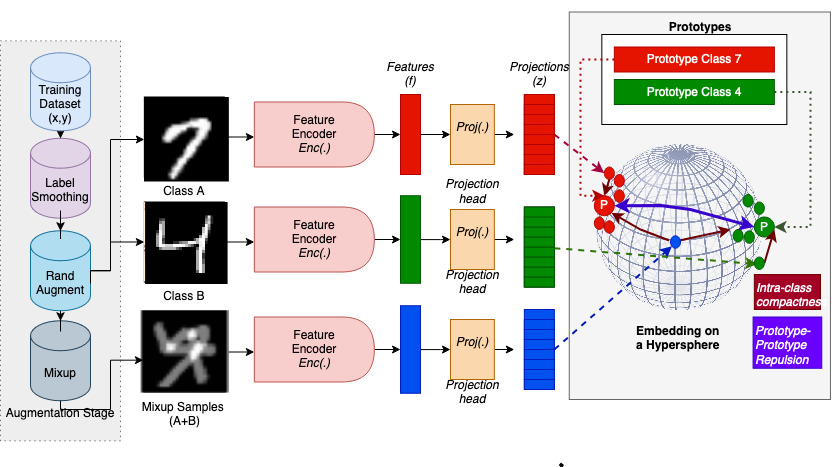 Training
Dataset
(x,y)
Label
Smoothing
Rand
Augment
Mixup
Augmentation Stage
Class A
Class B
Mixup Samples
(A+B)
Feature
Encoder
Enc(.)
Feature
Encoder
Enc(.)
Feature
Encoder
Enc(.)
Features
(f)
Proj(.)
Projection
head
Proj(.)
Projection
head
Proj(.)
Projection
head
Projections
(z)
Prototypes
Prototype Class 7
Prototype Class 4
P
P
Embedding on
a Hypersphere
Intra-class
compactnes
Prototype-
Prototype
Repulsion